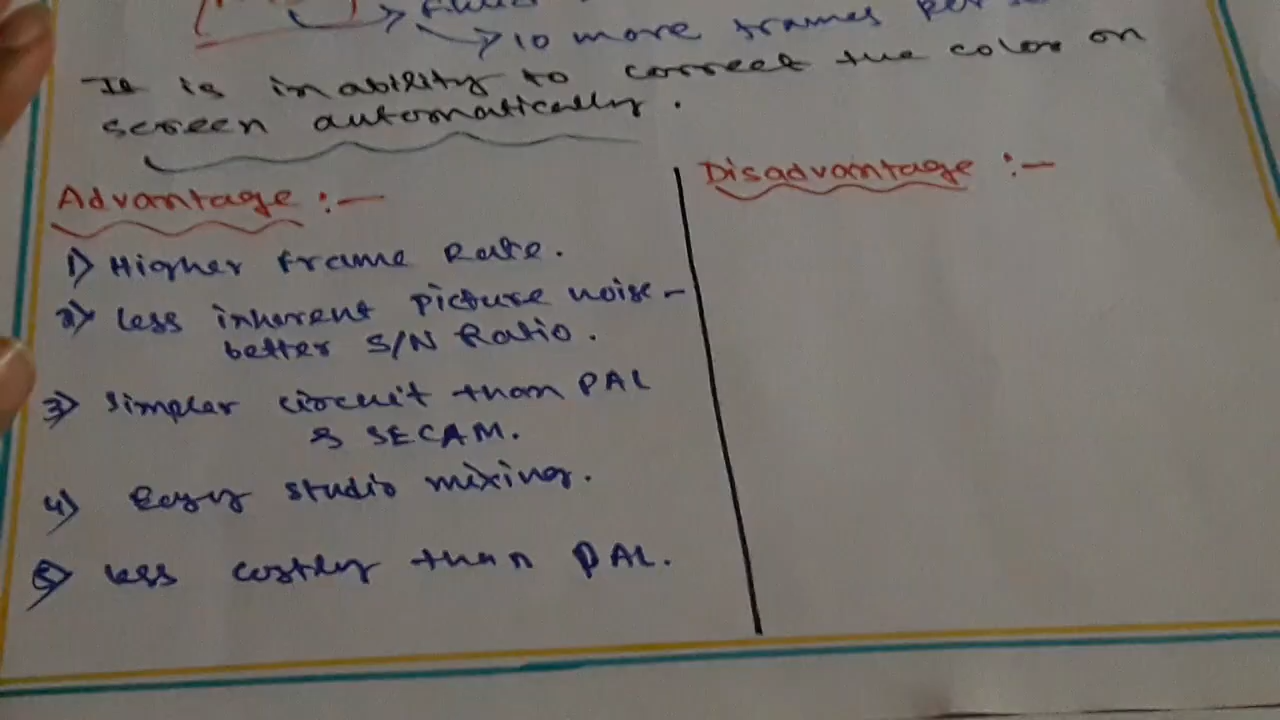 10 more frames per
It is inability to correct the color on
screen automatically.
Advantage :-
1) Higher frame Rate.
2) Less inherent picture noise -
better S/N Ratio.
3) Simpler circuit than PAL
& SECAM.
4) Easy studio mixing.
5) Less costly than PAL.
Disadvantage :-